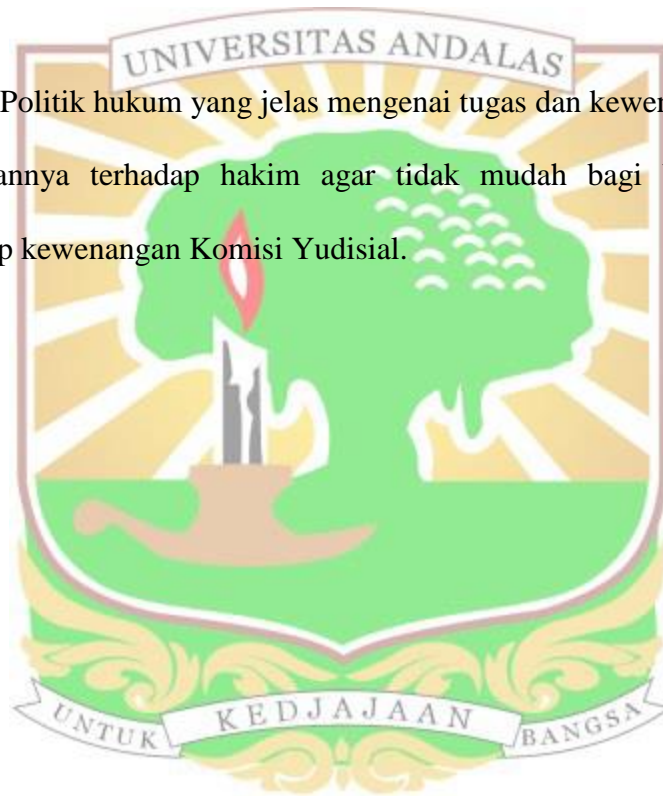 UNIVERSITAS ANDALAS
Politik hukum yang jelas mengenai tugas dan kewen
annya terhadap hakim agar tidak mudah bagi
p kewenangan Komisi Yudisial.
UNTUK KEDJAJAAN BANGSA